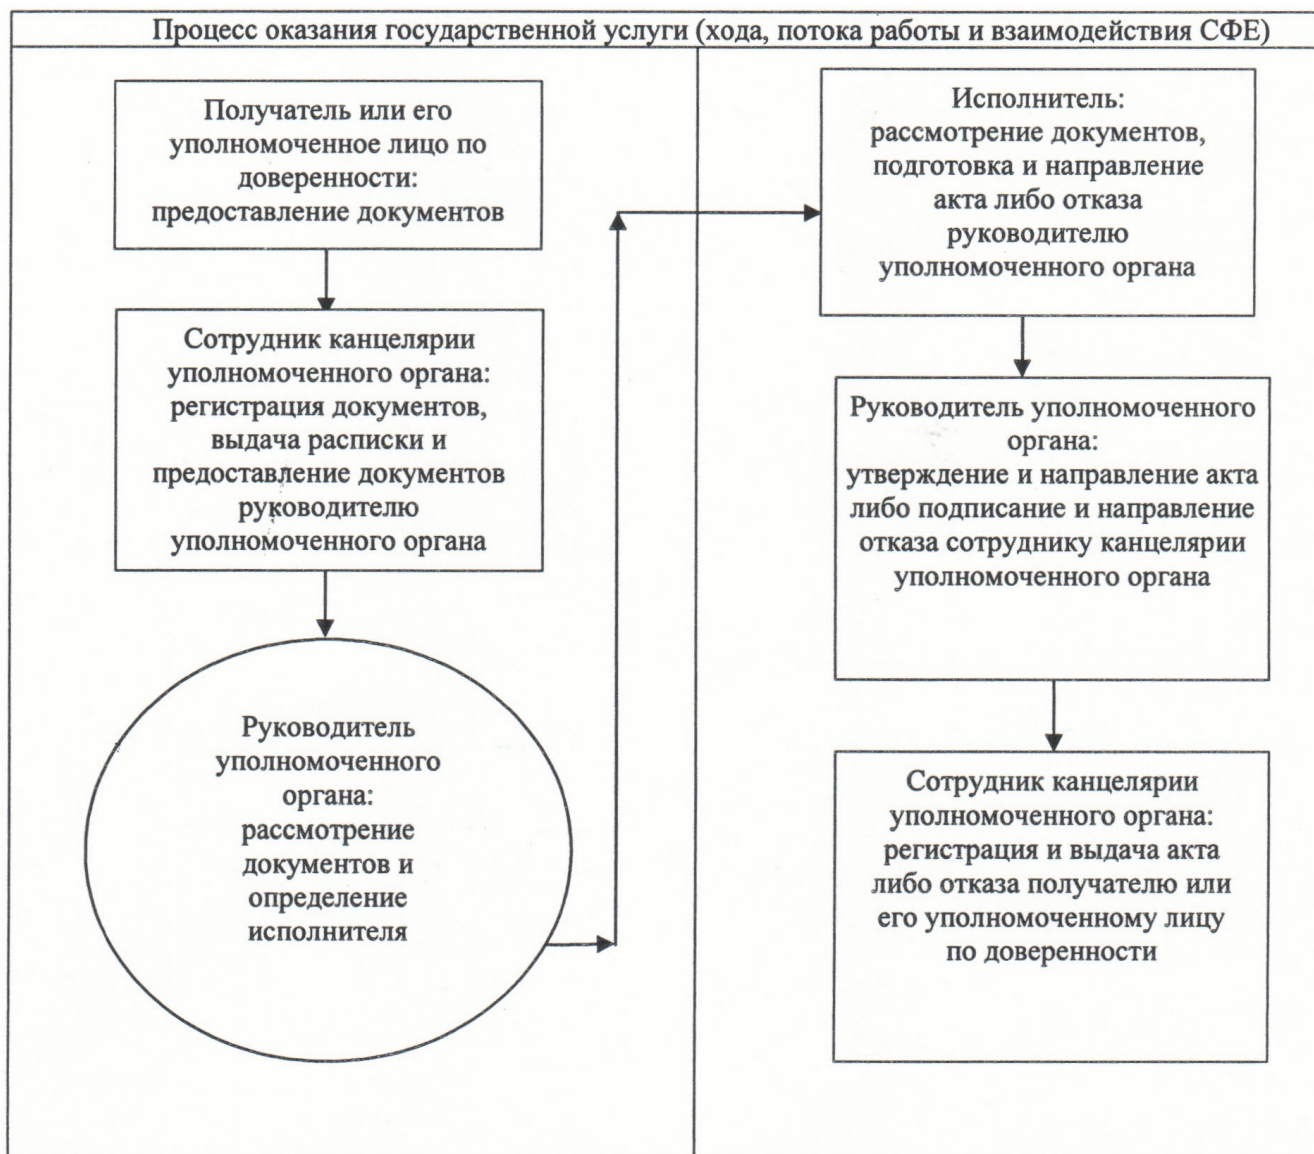 Процесс оказания государственной услуги (хода, потока работы и взаимодействия СФЕ)
Получатель или его
уполномоченное лицо по
доверенности:
предоставление документов
Сотрудник канцелярии
уполномоченного органа:
регистрация документов,
выдача расписки и
предоставление документов
руководителю
уполномоченного органа
Руководитель
уполномоченного
органа:
рассмотрение
документов и
определение
исполнителя
Исполнитель:
рассмотрение документов,
подготовка и направление
акта либо отказа
руководителю
уполномоченного органа
Руководитель уполномоченного
органа:
утверждение и направление акта
либо подписание и направление
отказа сотруднику канцелярии
уполномоченного органа
Сотрудник канцелярии
уполномоченного органа:
регистрация и выдача акта
либо отказа получателю или
его уполномоченному лицу
по доверенности